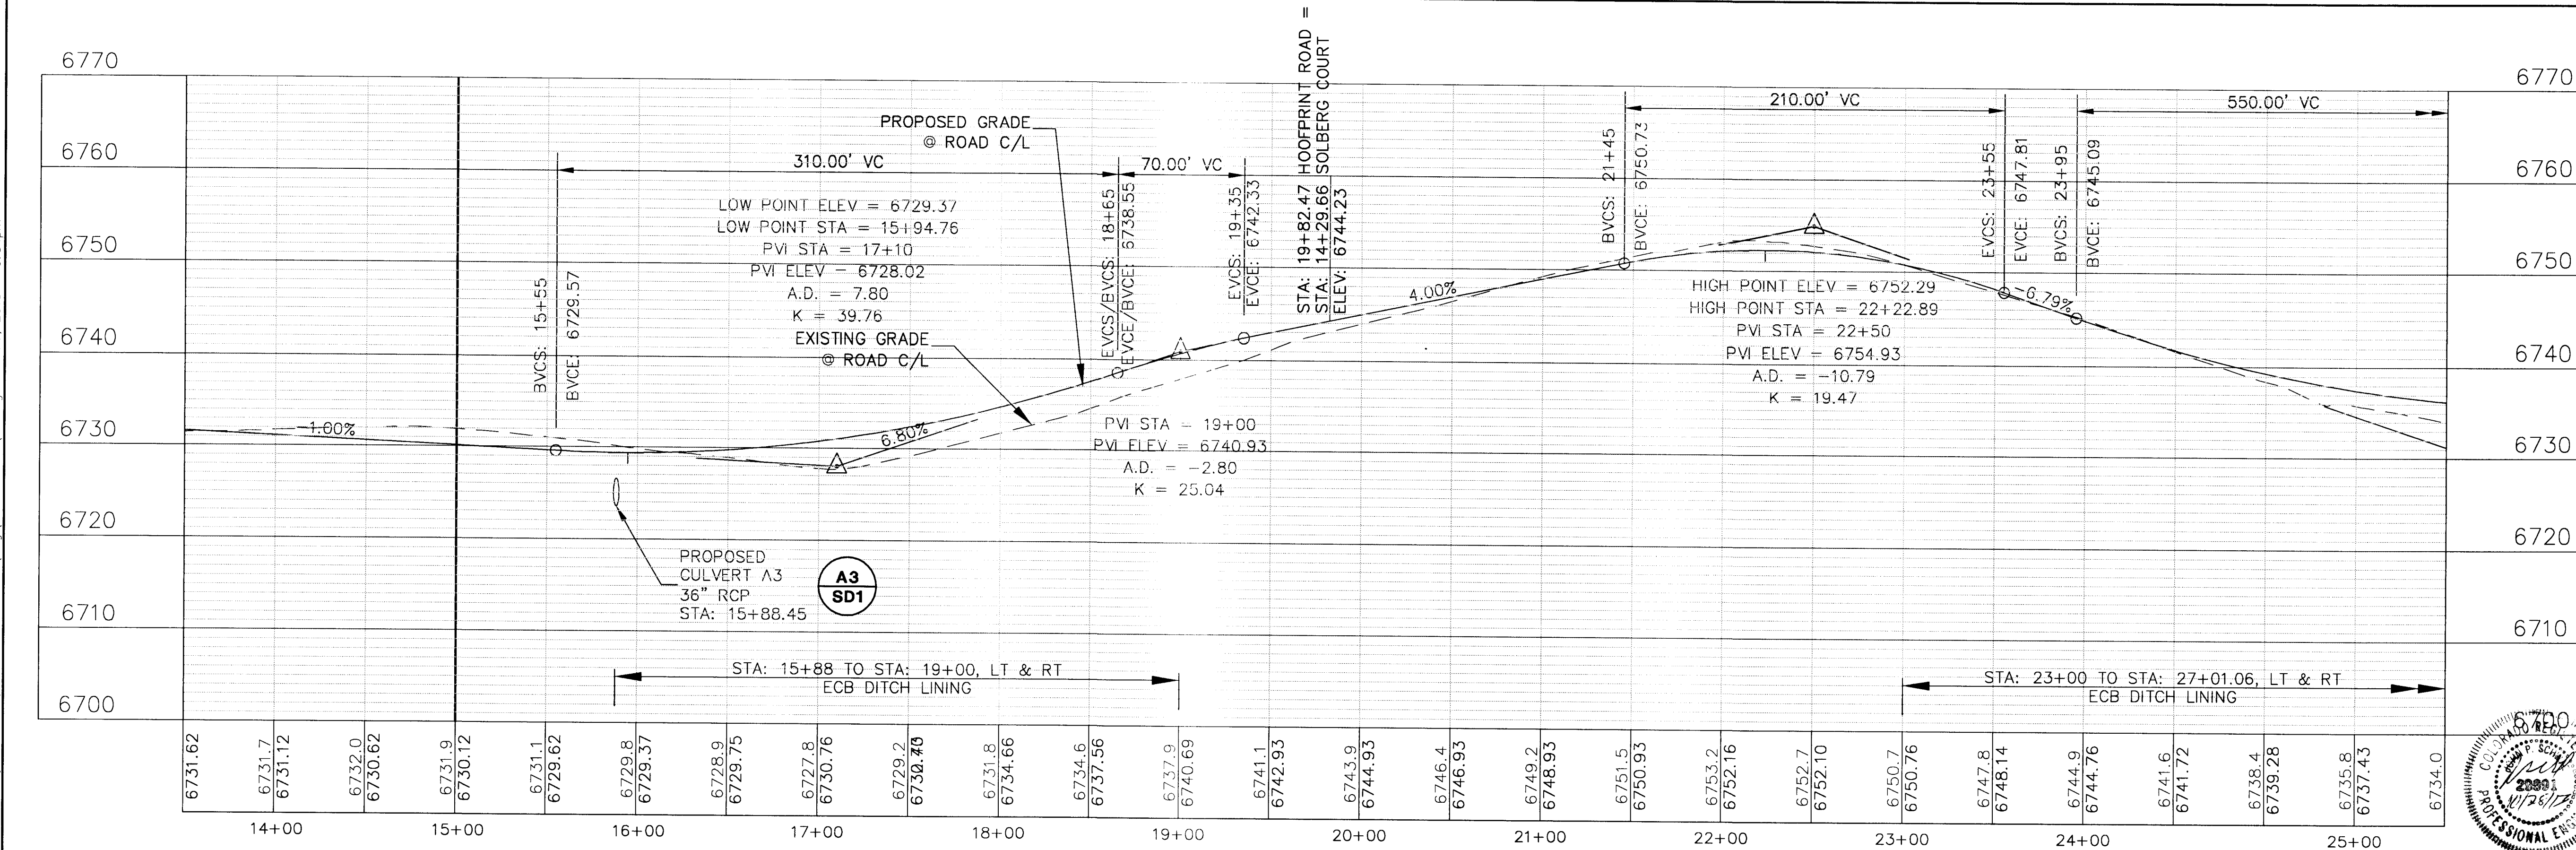 6770
6760
6750
6740
6730
6720
6710
6700
6770
6760
6750
6740
6730
6720
6710
6700
PROPOSED GRADE
@ ROAD C/L
310.00' VC
70.00' VC
210.00' VC
550.00' VC
LOW POINT ELEV = 6729.37
LOW POINT STA = 15+94.76
PVI STA = 17+10
PVI ELEV = 6728.02
A.D. = 7.80
K = 39.76
EXISTING GRADE
@ ROAD C/L
BVCS: 15+55
BVCE: 6729.57
EVCS/BVCS: 18+65
EVCE/BVCE: 6738.55
EVCS: 19+35
EVCE: 6742.33
STA: 19+82.47 HOOFPRINT ROAD =
STA: 14+29.66 SOLBERG COURT
ELEV: 6744.23
BVCS: 21+45
BVCE: 6750.73
EVCS: 23+55
EVCE: 6747.81
BVCS: 23+95
BVCE: 6745.09
-1.00%
6.80%
4.00%
-6.79%
PVI STA = 19+00
PVI ELEV = 6740.93
A.D. = -2.80
K = 25.04
HIGH POINT ELEV = 6752.29
HIGH POINT STA = 22+22.89
PVI STA = 22+50
PVI ELEV = 6754.93
A.D. = -10.79
K = 19.47
PROPOSED
CULVERT A3
36" RCP
STA: 15+88.45
A3
SD1
STA: 15+88 TO STA: 19+00, LT & RT
ECB DITCH LINING
STA: 23+00 TO STA: 27+01.06, LT & RT
ECB DITCH LINING
6731.62
6731.7
6731.12
6732.0
6730.62
6731.9
6730.12
6731.1
6729.62
6729.8
6729.37
6728.9
6729.75
6727.8
6730.76
6729.2
6731.8
6734.66
6734.6
6737.56
6737.9
6740.69
6741.1
6742.93
6743.9
6744.93
6746.4
6746.93
6749.2
6748.93
6751.5
6750.93
6753.2
6752.16
6752.7
6752.10
6750.7
6750.76
6747.8
6748.14
6744.9
6744.76
6741.6
6741.72
6738.4
6739.28
6735.8
6737.43
6734.0
14+00
15+00
16+00
17+00
18+00
19+00
20+00
21+00
22+00
23+00
24+00
25+00
COLORADO REG
PROFESSIONAL ENG